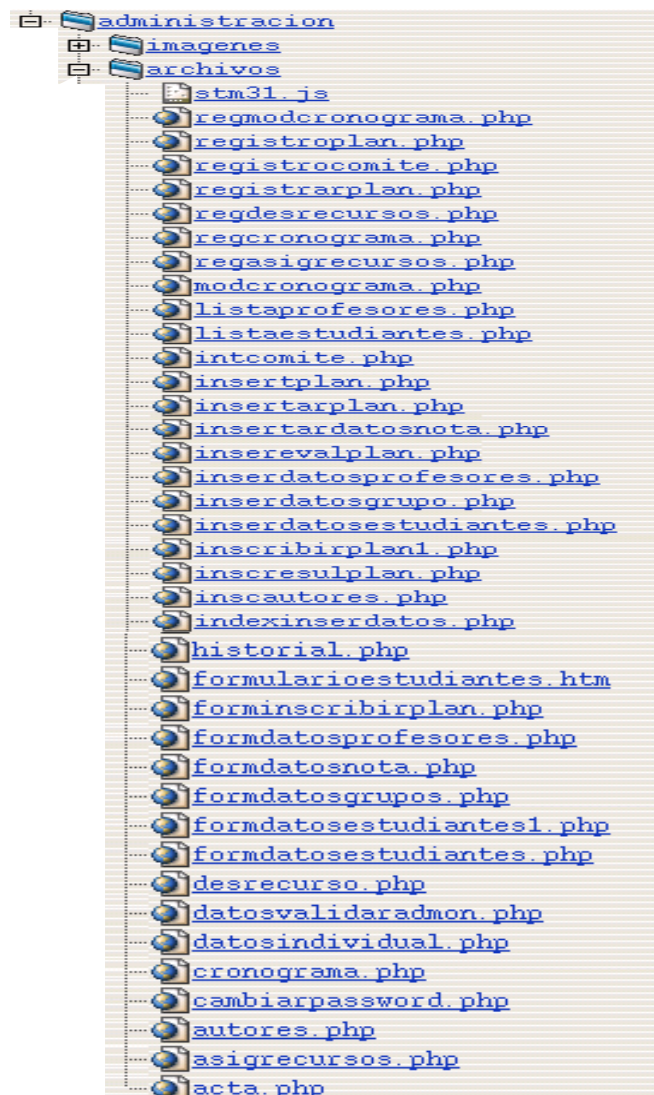 administracion
imagenes
archivos
stm31.js
regmodcronograma.php
registroplan.php
registrocomite.php
registrarplan.php
regdesrecursos.php
regcronograma.php
regasigrecursos.php
modcronograma.php
listaprofesores.php
listaestudiantes.php
intcomite.php
insertplan.php
insertarplan.php
insertardatosnota.php
inserevalplan.php
inserdatosprofesores.php
inserdatosgrupo.php
inserdatosestudiantes.php
inscribirplan1.php
inscresulplan.php
inscautores.php
indexinserdatos.php
historial.php
formularioestudiantes.htm
forminscribirplan.php
formdatosprofesores.php
formdatosnota.php
formdatosgrupos.php
formdatosestudiantes1.php
formdatosestudiantes.php
desrecurso.php
datosvalidaradmon.php
datosindividual.php
cronograma.php
cambiarpassword.php
autores.php
asigrecursos.php
acta.php